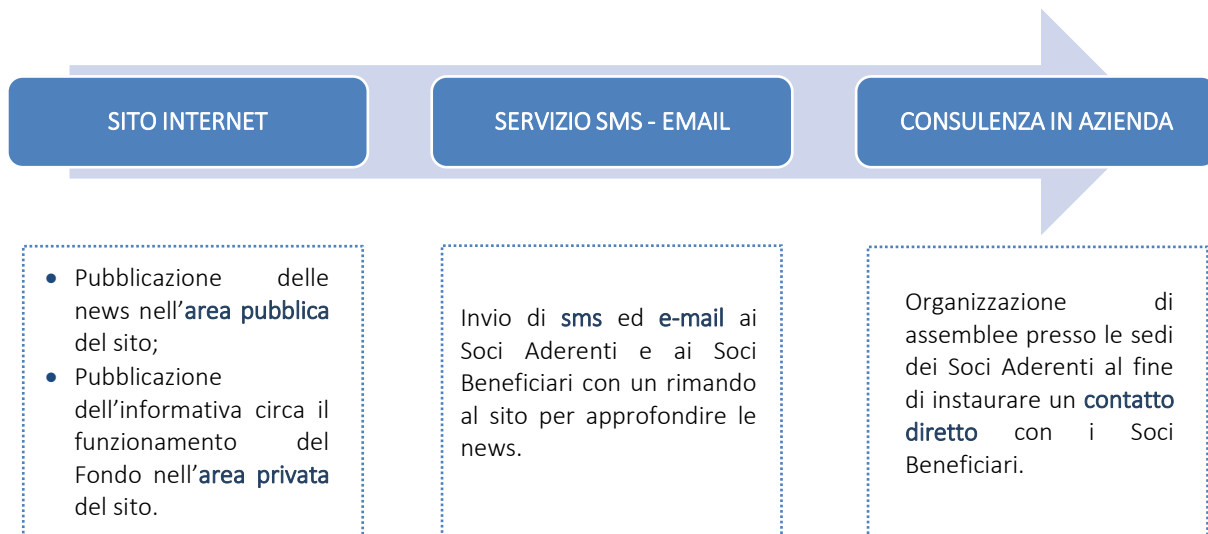 SITO INTERNET
SERVIZIO SMS - EMAIL
CONSULENZA IN AZIENDA
• Pubblicazione delle
news nell’area pubblica
del sito;
• Pubblicazione
dell’informativa circa il
funzionamento del
Fondo nell’area privata
del sito.
Invio di sms ed e-mail ai
Soci Aderenti e ai Soci
Beneficiari con un rimando
al sito per approfondire le
news.
Organizzazione di
assemblee presso le sedi
dei Soci Aderenti al fine
di instaurare un contatto
diretto con i Soci
Beneficiari.